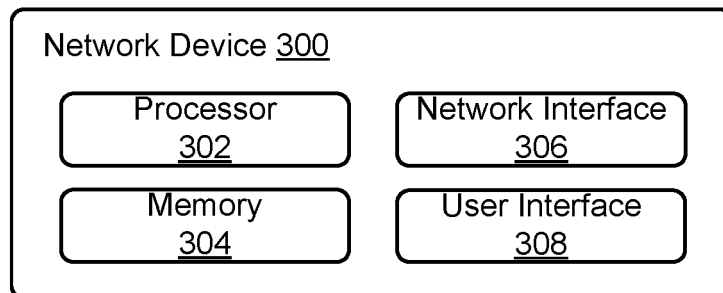 Network Device 300
Processor
302
Network Interface
306
Memory
304
User Interface
308